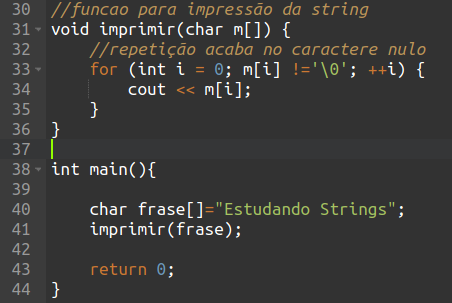 30 //funcao para impressão da string
31 void imprimir(char m[]) {
32     //repetição acaba no caractere nulo
33     for (int i = 0; m[i] !='\0'; ++i) {
34         cout << m[i];
35     }
36 }
37
38 int main(){
39
40     char frase[]="Estudando Strings";
41     imprimir(frase);
42
43     return 0;
44 }